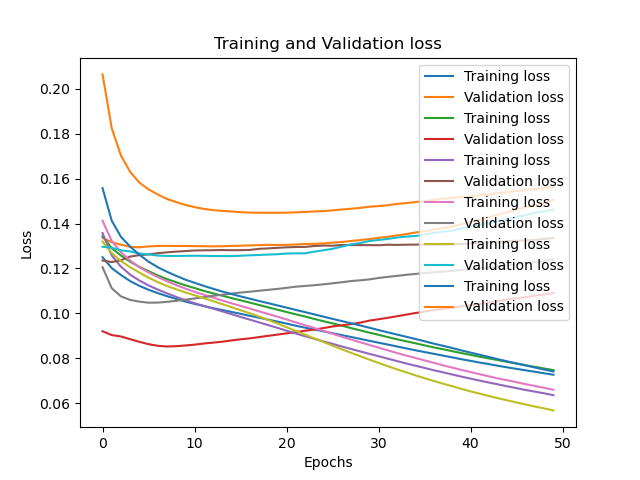 Training and Validation loss
Loss
0.20
0.18
0.16
0.14
0.12
0.10
0.08
0.06
Training loss
Validation loss
Training loss
Validation loss
Training loss
Validation loss
Training loss
Validation loss
Training loss
Validation loss
Training loss
Validation loss
0 10 20 30 40 50
Epochs